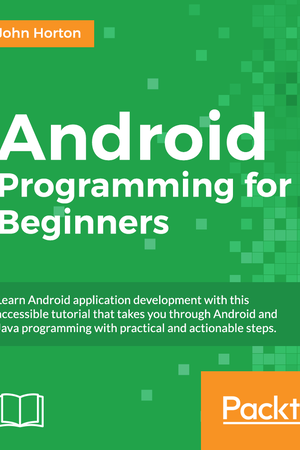 John Horton
Android
Programming for
Beginners
Learn Android application development with this
accessible tutorial that takes you through Android and
Java programming with practical and actionable steps.
Packt